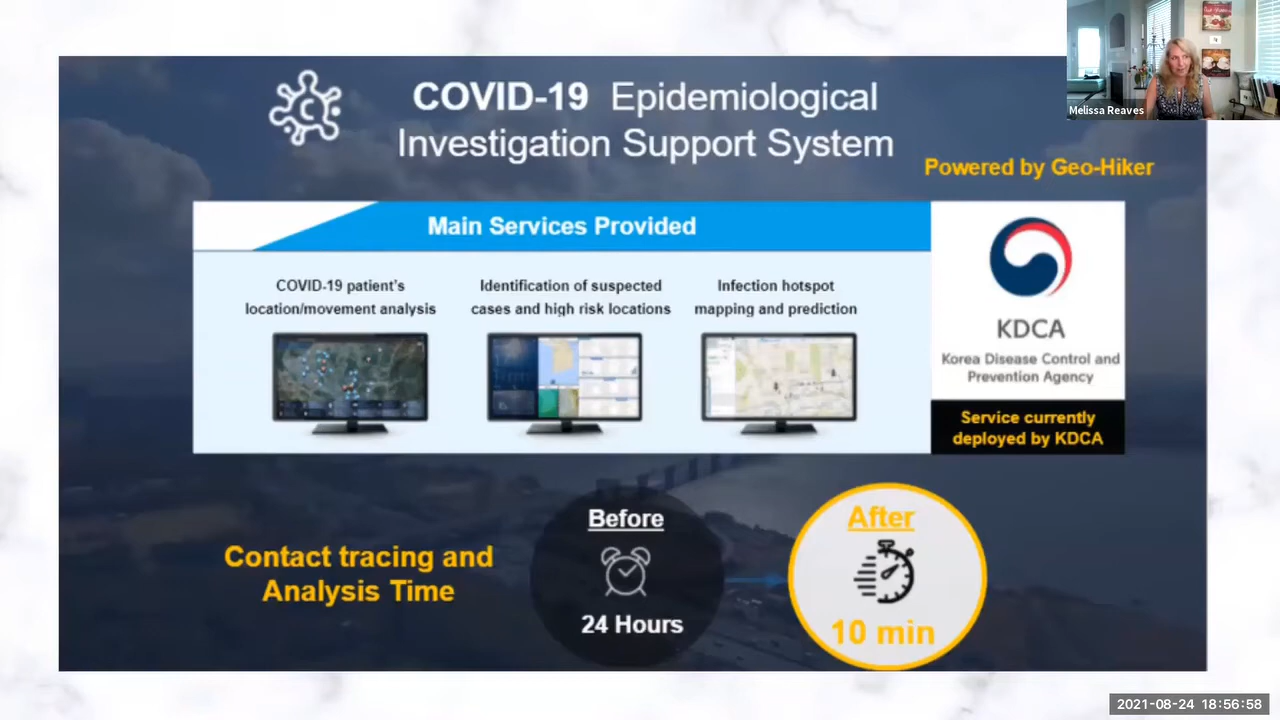 Melissa Reaves
COVID-19 Epidemiological
Investigation Support System
Powered by Geo-Hiker
Main Services Provided
COVID-19 patient's
location/movement analysis
Identification of suspected
cases and high risk locations
Infection hotspot
mapping and prediction
KDCA
Korea Disease Control and
Prevention Agency
Service currently
deployed by KDCA
Contact tracing and
Analysis Time
Before
24 Hours
After
10 min
2021-08-24 18:56:58